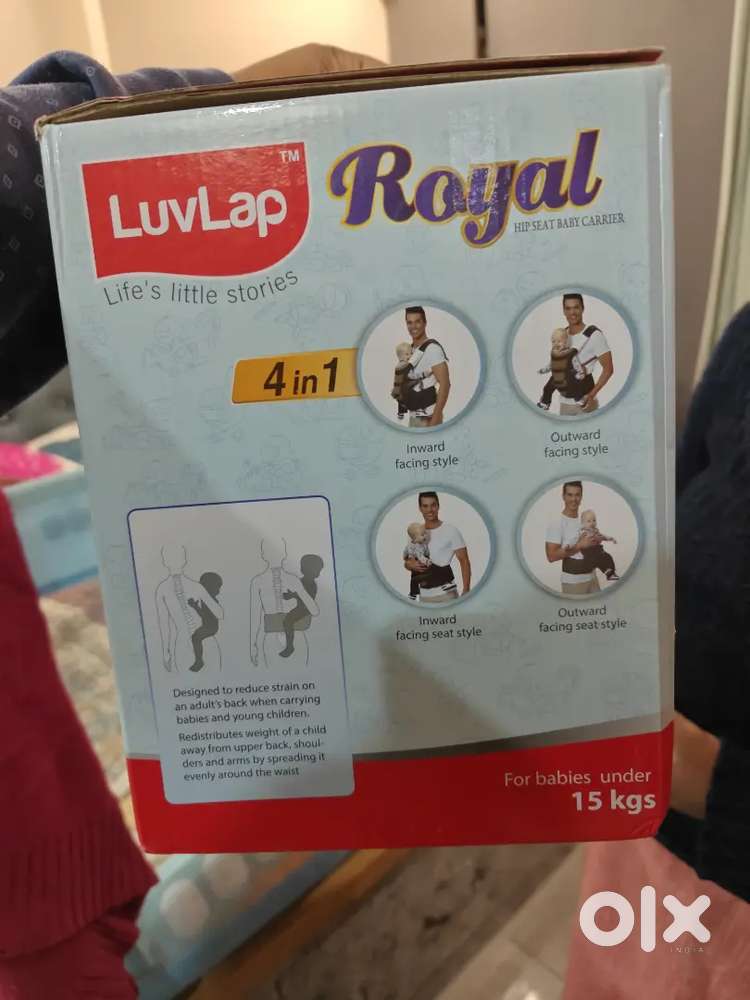 LuvLap TM
Life's little stories
Royal
HIP SEAT BABY CARRIER
4 in 1
Inward
facing style
Outward
facing style
Inward
facing seat style
Outward
facing seat style
Designed to reduce strain on
an adult's back when carrying
babies and young children.
Redistributes weight of a child
away from upper back, shoul-
ders and arms by spreading it
evenly around the waist
For babies under
15 kgs
olx
INDIA